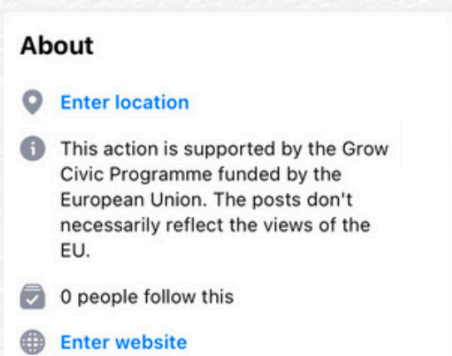 About
Enter location
This action is supported by the Grow
Civic Programme funded by the
European Union. The posts don't
necessarily reflect the views of the
EU.
0 people follow this
Enter website